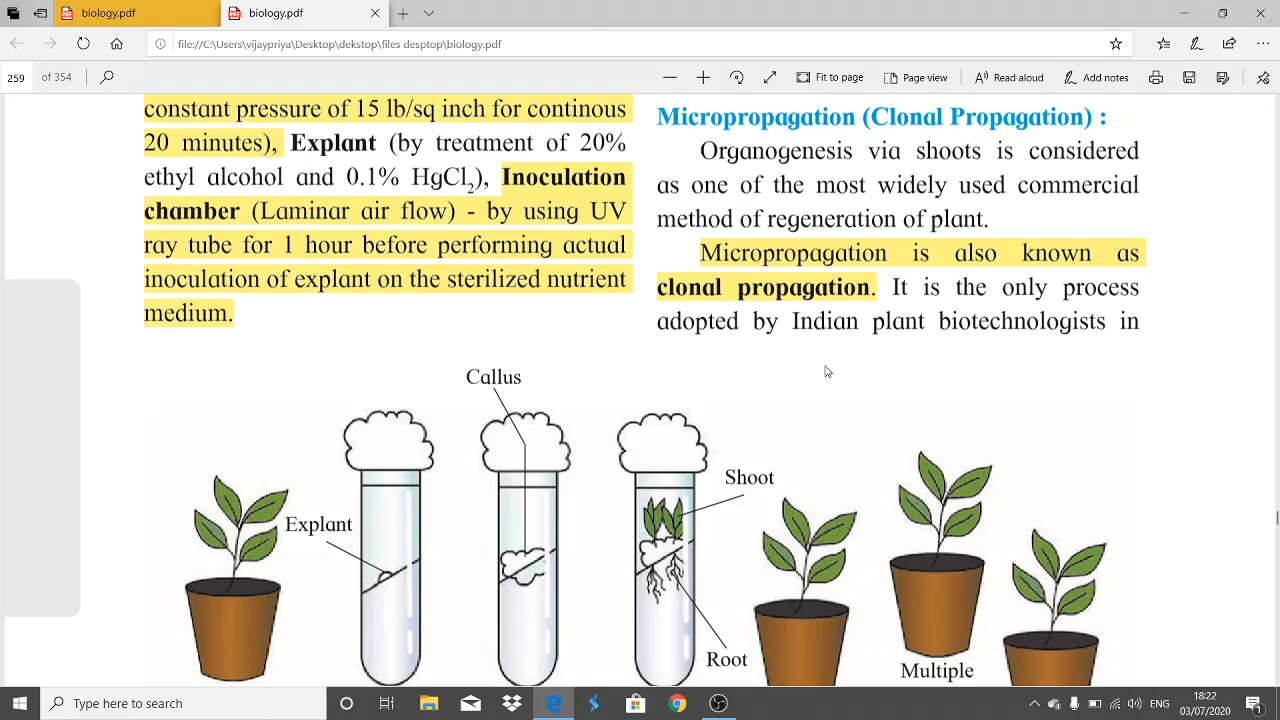 biology.pdf
biology.pdf
file://C:\Users\vijaypriya\Desktop\dekstop\files desptop\biology.pdf
259 of 354
Fit to page
Page view
Read aloud
Add notes
constant pressure of 15 lb/sq inch for continous
20 minutes), Explant (by treatment of 20%
ethyl alcohol and 0.1% HgCl2), Inoculation
chamber (Laminar air flow) - by using UV
ray tube for 1 hour before performing actual
inoculation of explant on the sterilized nutrient
medium.
Micropropagation (Clonal Propagation) :
Organogenesis via shoots is considered
as one of the most widely used commercial
method of regeneration of plant.
Micropropagation is also known as
clonal propagation. It is the only process
adopted by Indian plant biotechnologists in
Callus
Shoot
Explant
Root
Multiple
Type here to search
ENG
18:22
03/07/2020